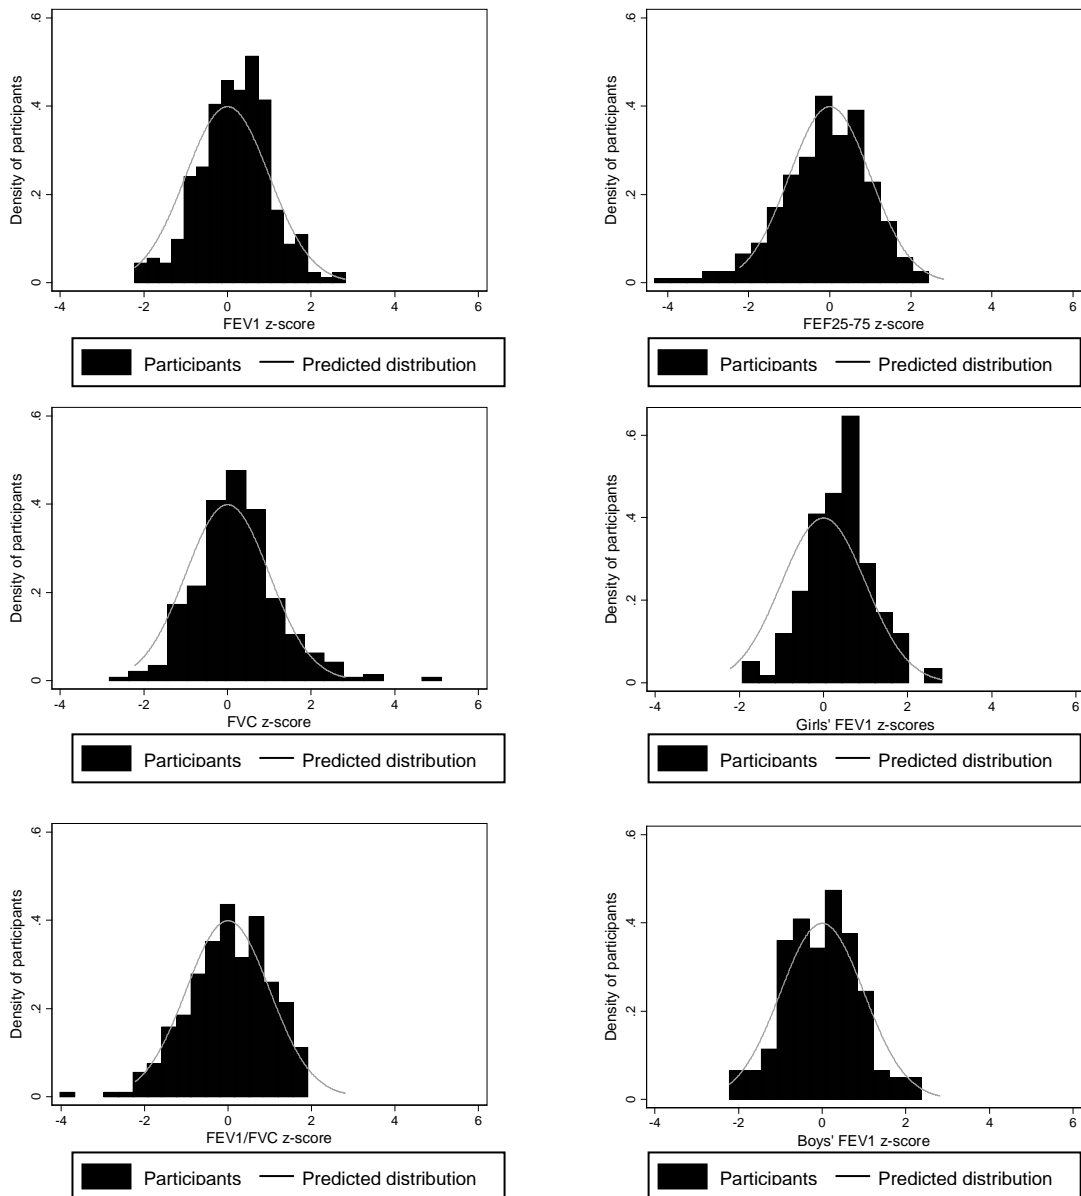 .6
.4
.2
0
Density of participants
-4 -2 0 2 4 6
FEV1 z-score
Participants Predicted distribution
.6
.4
.2
0
Density of participants
-4 -2 0 2 4 6
FEF25-75 z-score
Participants Predicted distribution
.6
.4
.2
0
Density of participants
-4 -2 0 2 4 6
FVC z-score
Participants Predicted distribution
.6
.4
.2
0
Density of participants
-4 -2 0 2 4 6
Girls' FEV1 z-scores
Participants Predicted distribution
.6
.4
.2
0
Density of participants
-4 -2 0 2 4 6
FEV1/FVC z-score
Participants Predicted distribution
.6
.4
.2
0
Density of participants
-4 -2 0 2 4 6
Boys' FEV1 z-score
Participants Predicted distribution